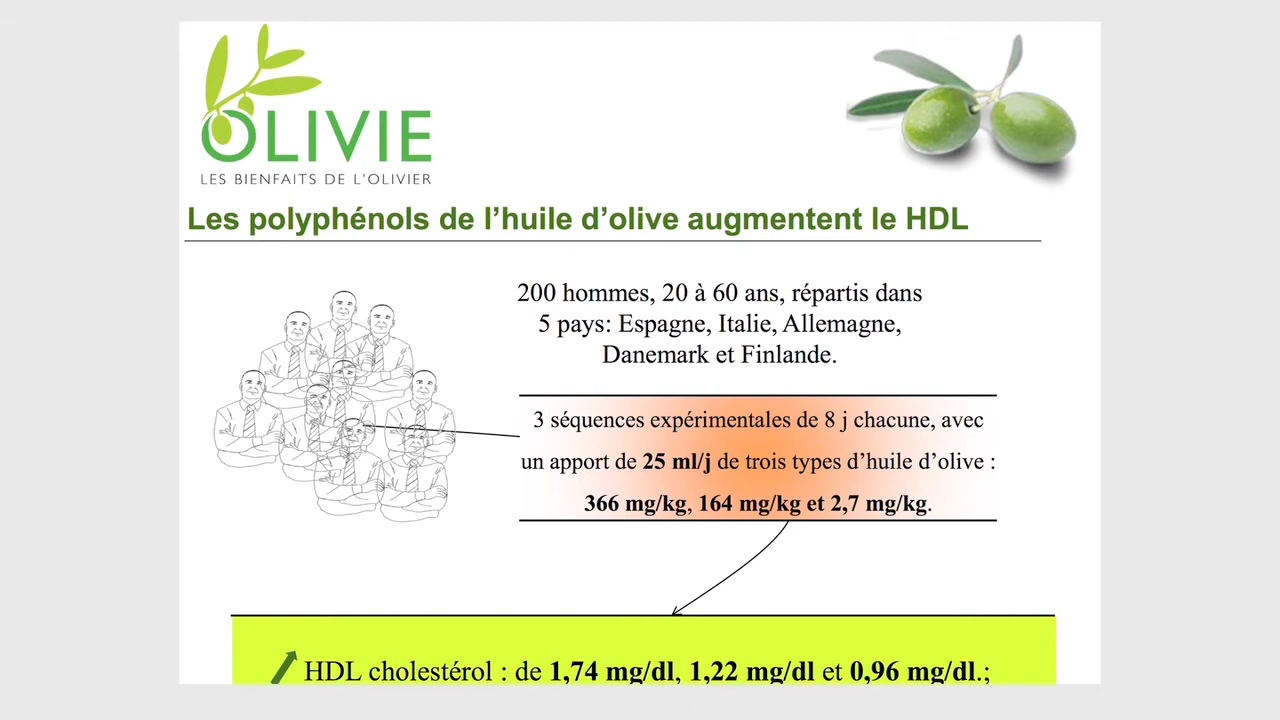 OLIVIE
LES BIENFAITS DE L'OLIVIER
Les polyphénols de l’huile d’olive augmentent le HDL
200 hommes, 20 à 60 ans, répartis dans
5 pays: Espagne, Italie, Allemagne,
Danemark et Finlande.
3 séquences expérimentales de 8 j chacune, avec
un apport de 25 ml/j de trois types d’huile d’olive :
366 mg/kg, 164 mg/kg et 2,7 mg/kg.
HDL cholestérol : de 1,74 mg/dl, 1,22 mg/dl et 0,96 mg/dl.;